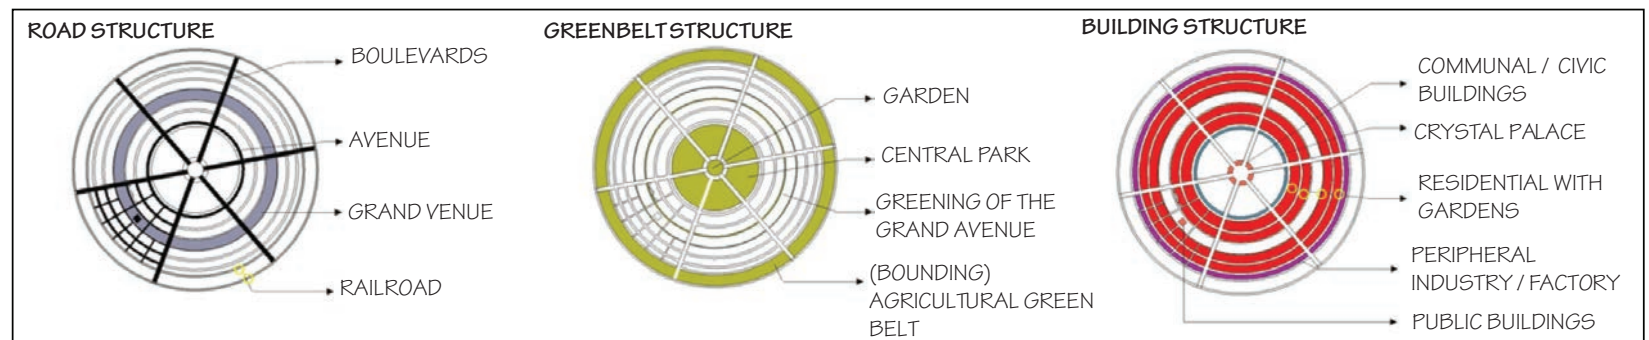 ROAD STRUCTURE
BOULEVARDS
AVENUE
GRAND VENUE
RAILROAD
GREENBELT STRUCTURE
GARDEN
CENTRAL PARK
GREENING OF THE
GRAND AVENUE
(BOUNDING)
AGRICULTURAL GREEN
BELT
BUILDING STRUCTURE
COMMUNAL / CIVIC
BUILDINGS
CRYSTAL PALACE
RESIDENTIAL WITH
GARDENS
PERIPHERAL
INDUSTRY / FACTORY
PUBLIC BUILDINGS